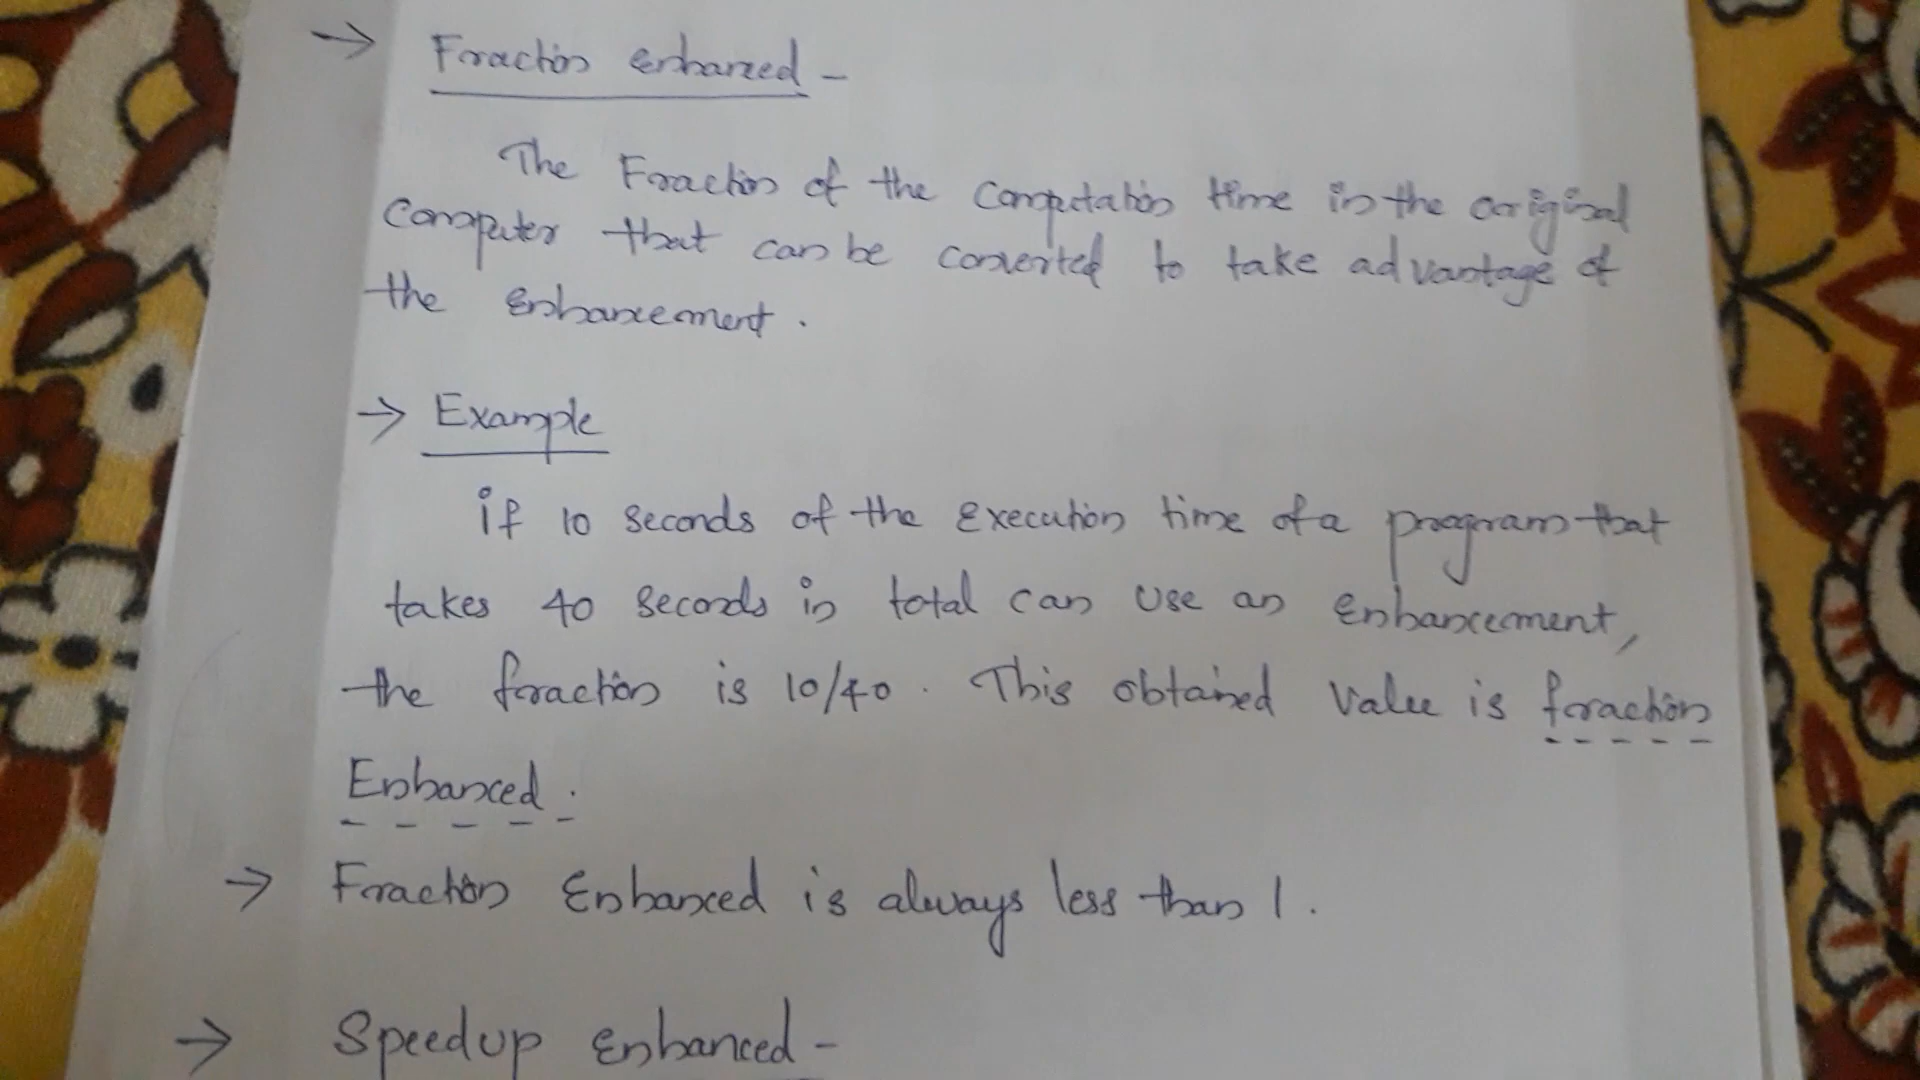 → Fraction enhanced -
The Fraction of the Computation time in the original
Computer that can be converted to take advantage of
the enhancement.
→ Example
if 10 seconds of the execution time of a program that
takes 40 seconds in total can use an enhancement,
the fraction is 10/40. This obtained value is fraction
Enhanced.
→ Fraction Enhanced is always less than 1.
→ Speedup enhanced -